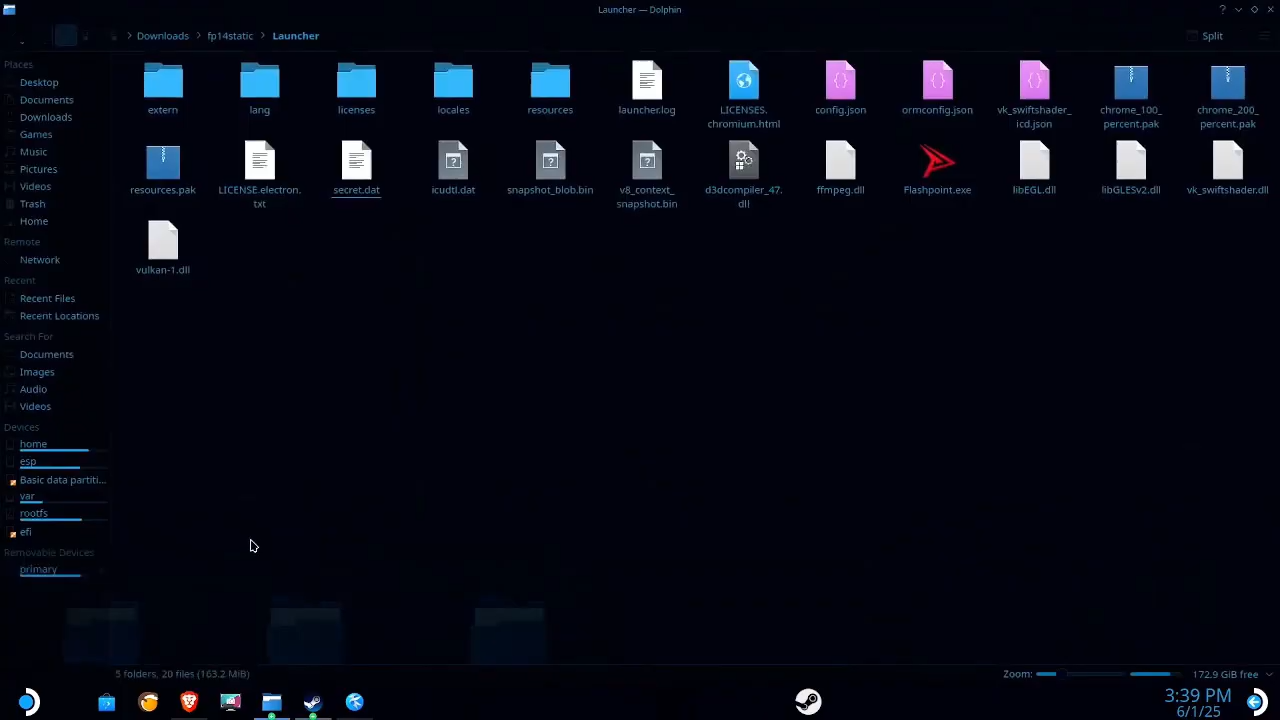 Launcher — Dolphin
Downloads > fp14static > Launcher
Split
Places
Desktop
Documents
Downloads
Games
Music
Pictures
Videos
Trash
Home
Remote
Network
Recent
Recent Files
Recent Locations
Search For
Documents
Images
Audio
Videos
Devices
home
esp
Basic data partiti...
var
rootfs
efi
Removable Devices
primary
extern
lang
licenses
locales
resources
launcher.log
LICENSES.
chromium.html
config.json
ormconfig.json
vk_swiftshader_
icd.json
chrome_100_
percent.pak
chrome_200_
percent.pak
resources.pak
LICENSE.electron.
txt
secret.dat
icudtl.dat
snapshot_blob.bin
v8_context_
snapshot.bin
d3dcompiler_47.
dll
ffmpeg.dll
Flashpoint.exe
libEGL.dll
libGLESv2.dll
vk_swiftshader.dll
vulkan-1.dll
5 folders, 20 files (163.2 MiB)
Zoom:
172.9 GiB free
3:39 PM
6/1/25